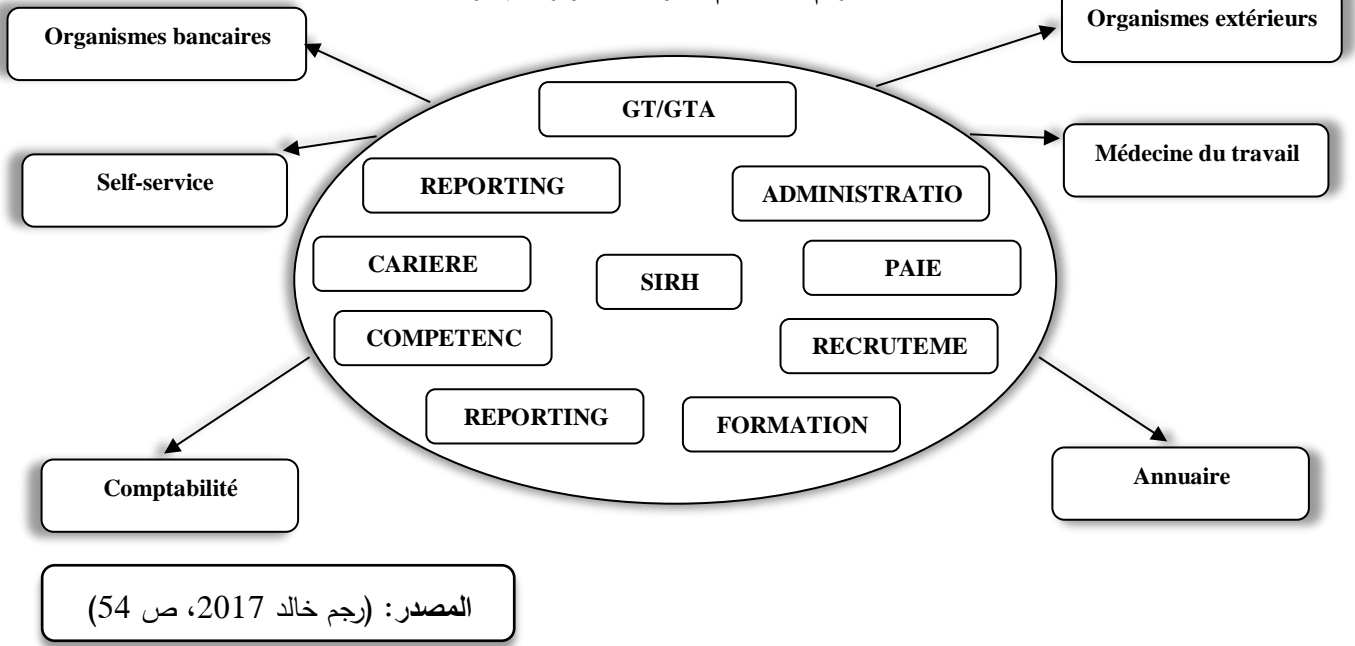 Organismes bancaires
Organismes extérieurs
GT/GTA
Médecine du travail
Self-service
REPORTING
ADMINISTRATIO
CARIERE
SIRH
PAIE
COMPETENC
RECRUTEME
REPORTING
FORMATION
Comptabilité
Annuaire
المصدر: (رجم خالد 2017، ص 54)